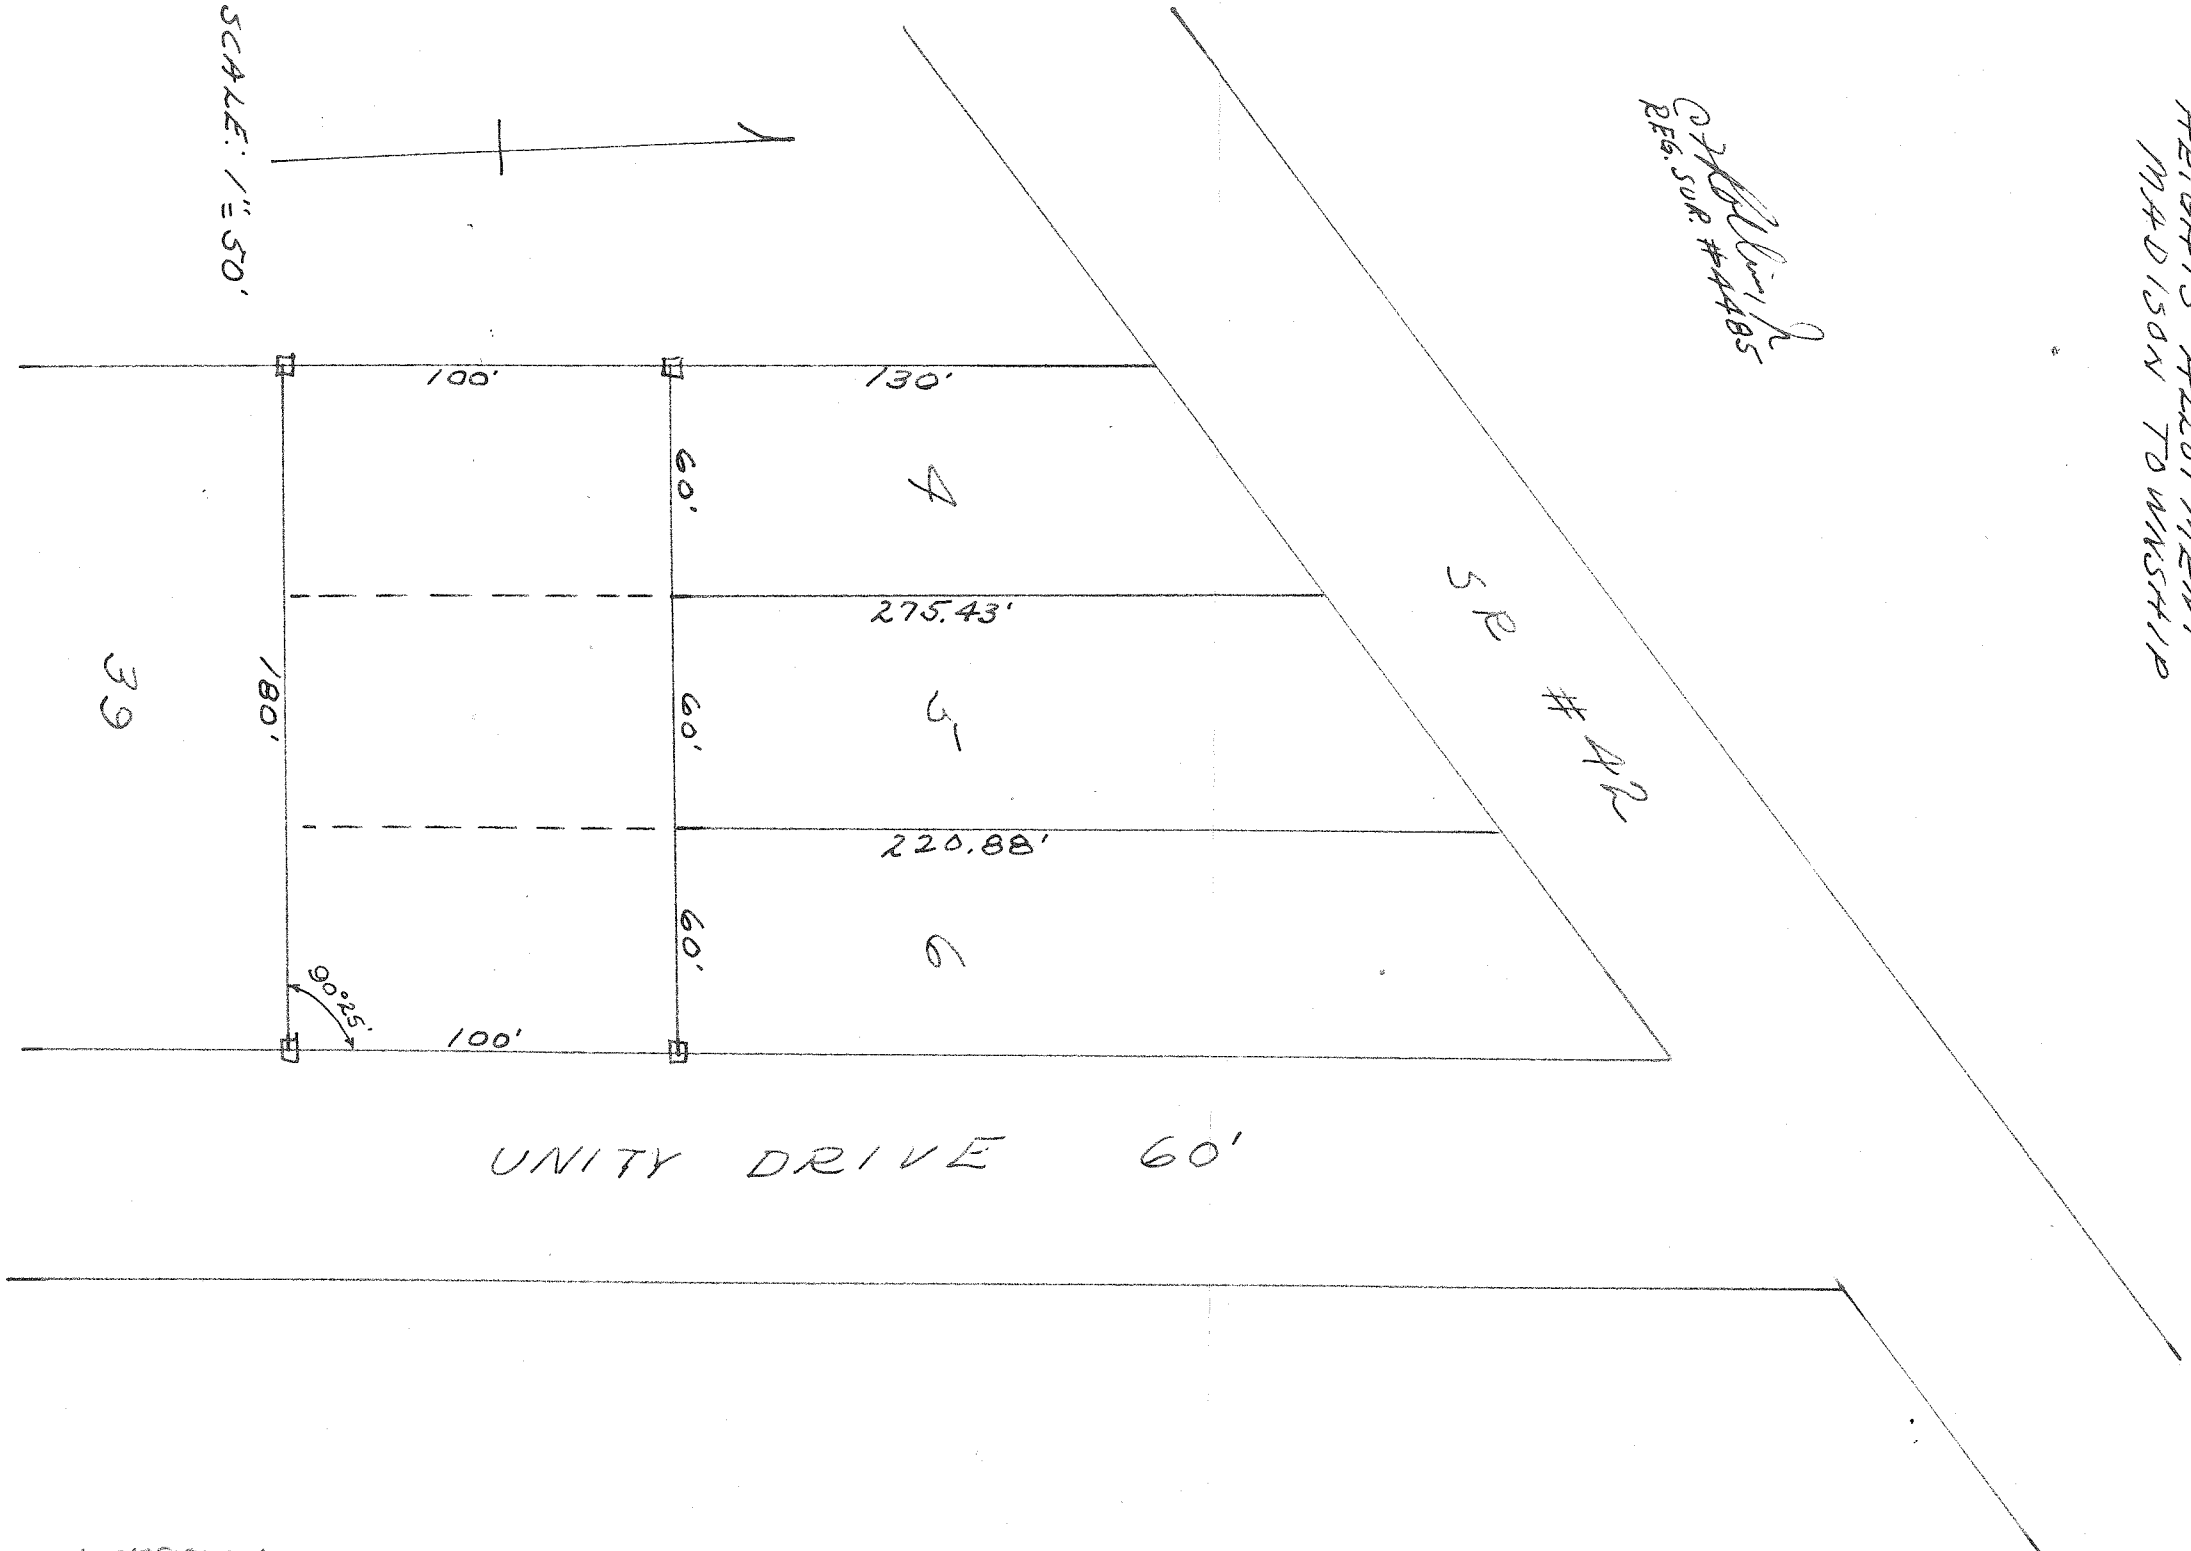 MADISON TOWNSHIP
REG. SUR. #4485
SR #42
SCALE: 1"=50'
100'
130'
60'
4
275.43'
60'
5
180'
39
220.88'
60'
6
90°25'
100'
UNITY DRIVE 60'